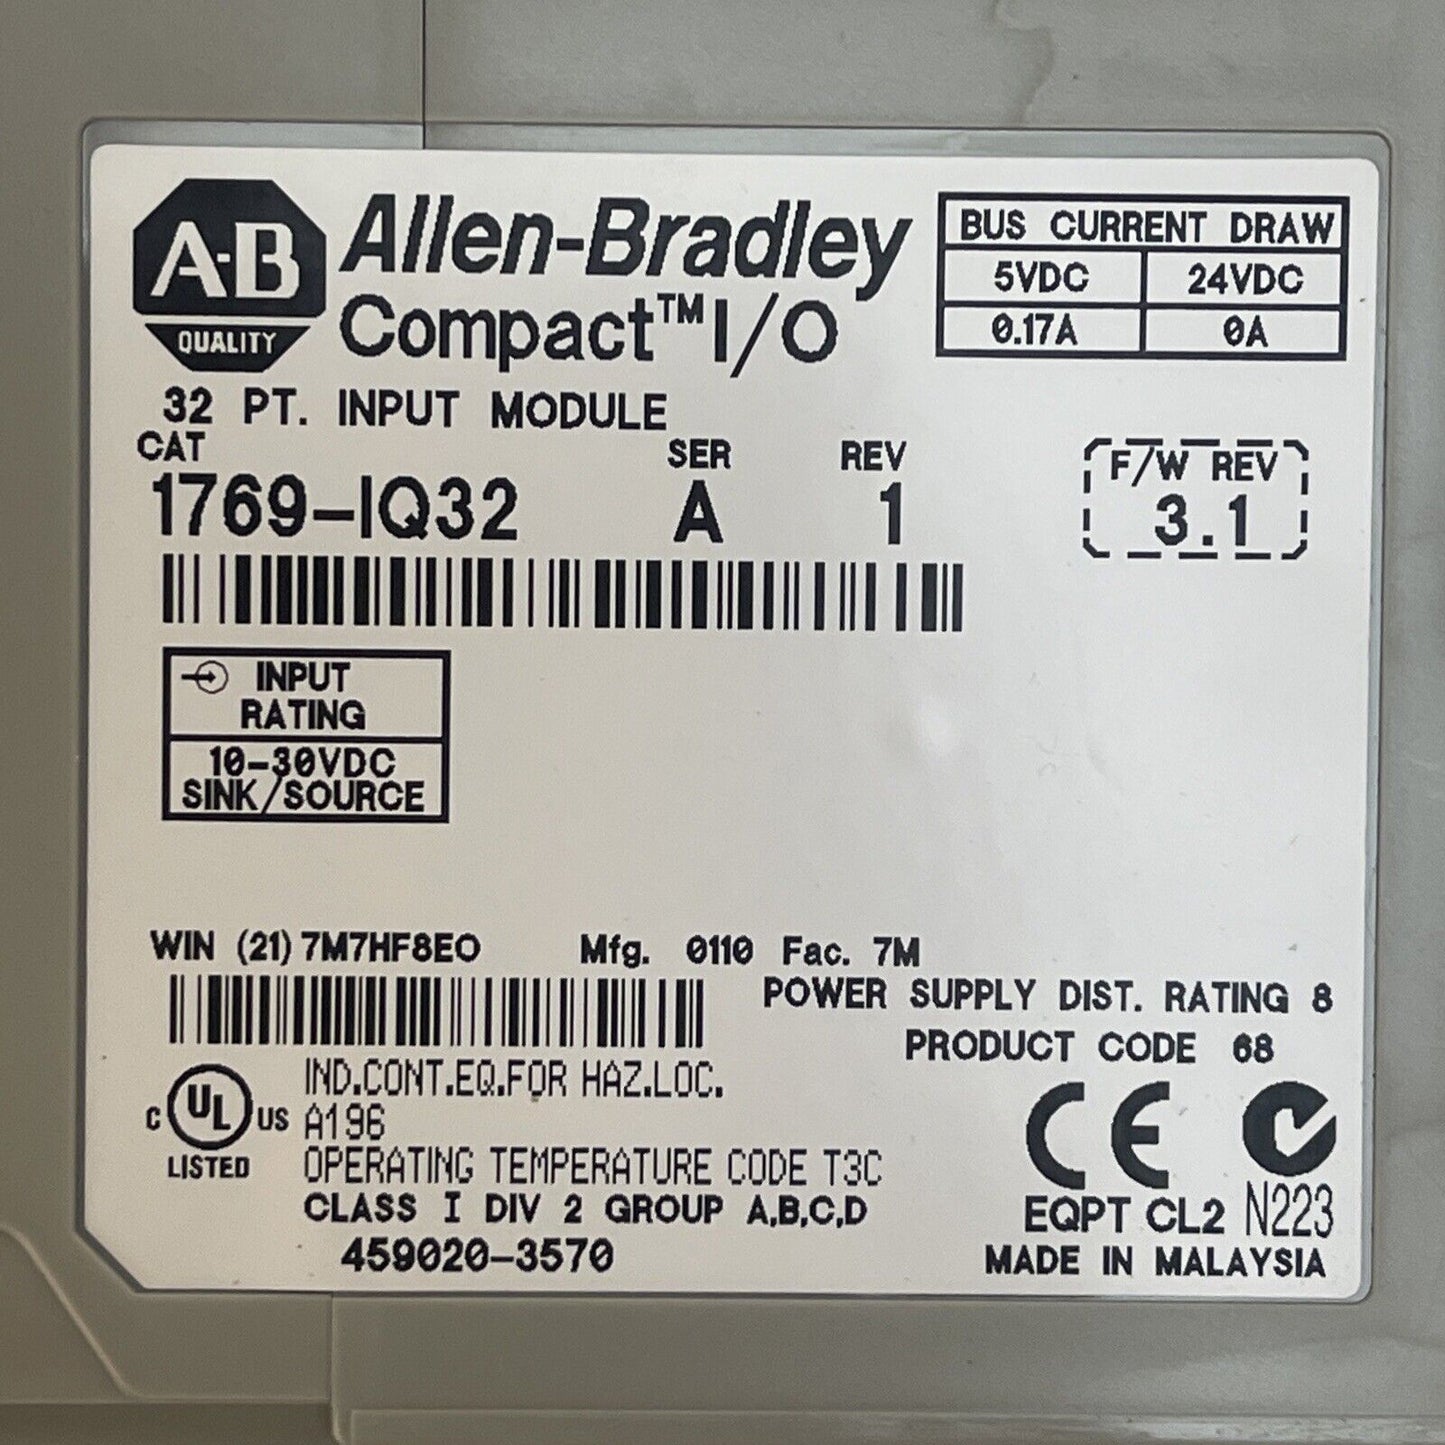 A-B
QUALITY
Allen-Bradley
Compact™ I/O
BUS CURRENT DRAW
5VDC 24VDC
0.17A 0A
32 PT. INPUT MODULE
CAT SER REV
1769-IQ32 A 1
F/W REV
3.1
INPUT
RATING
10-30VDC
SINK/SOURCE
WIN (21) 7M7HF8EO Mfg. 0110 Fac. 7M
POWER SUPPLY DIST. RATING 8
PRODUCT CODE 68
C UL US
LISTED
IND.CONT.EQ.FOR HAZ.LOC.
A196
OPERATING TEMPERATURE CODE T3C
CLASS I DIV 2 GROUP A,B,C,D
459020-3570
CE
EQPT CL2 N223
MADE IN MALAYSIA